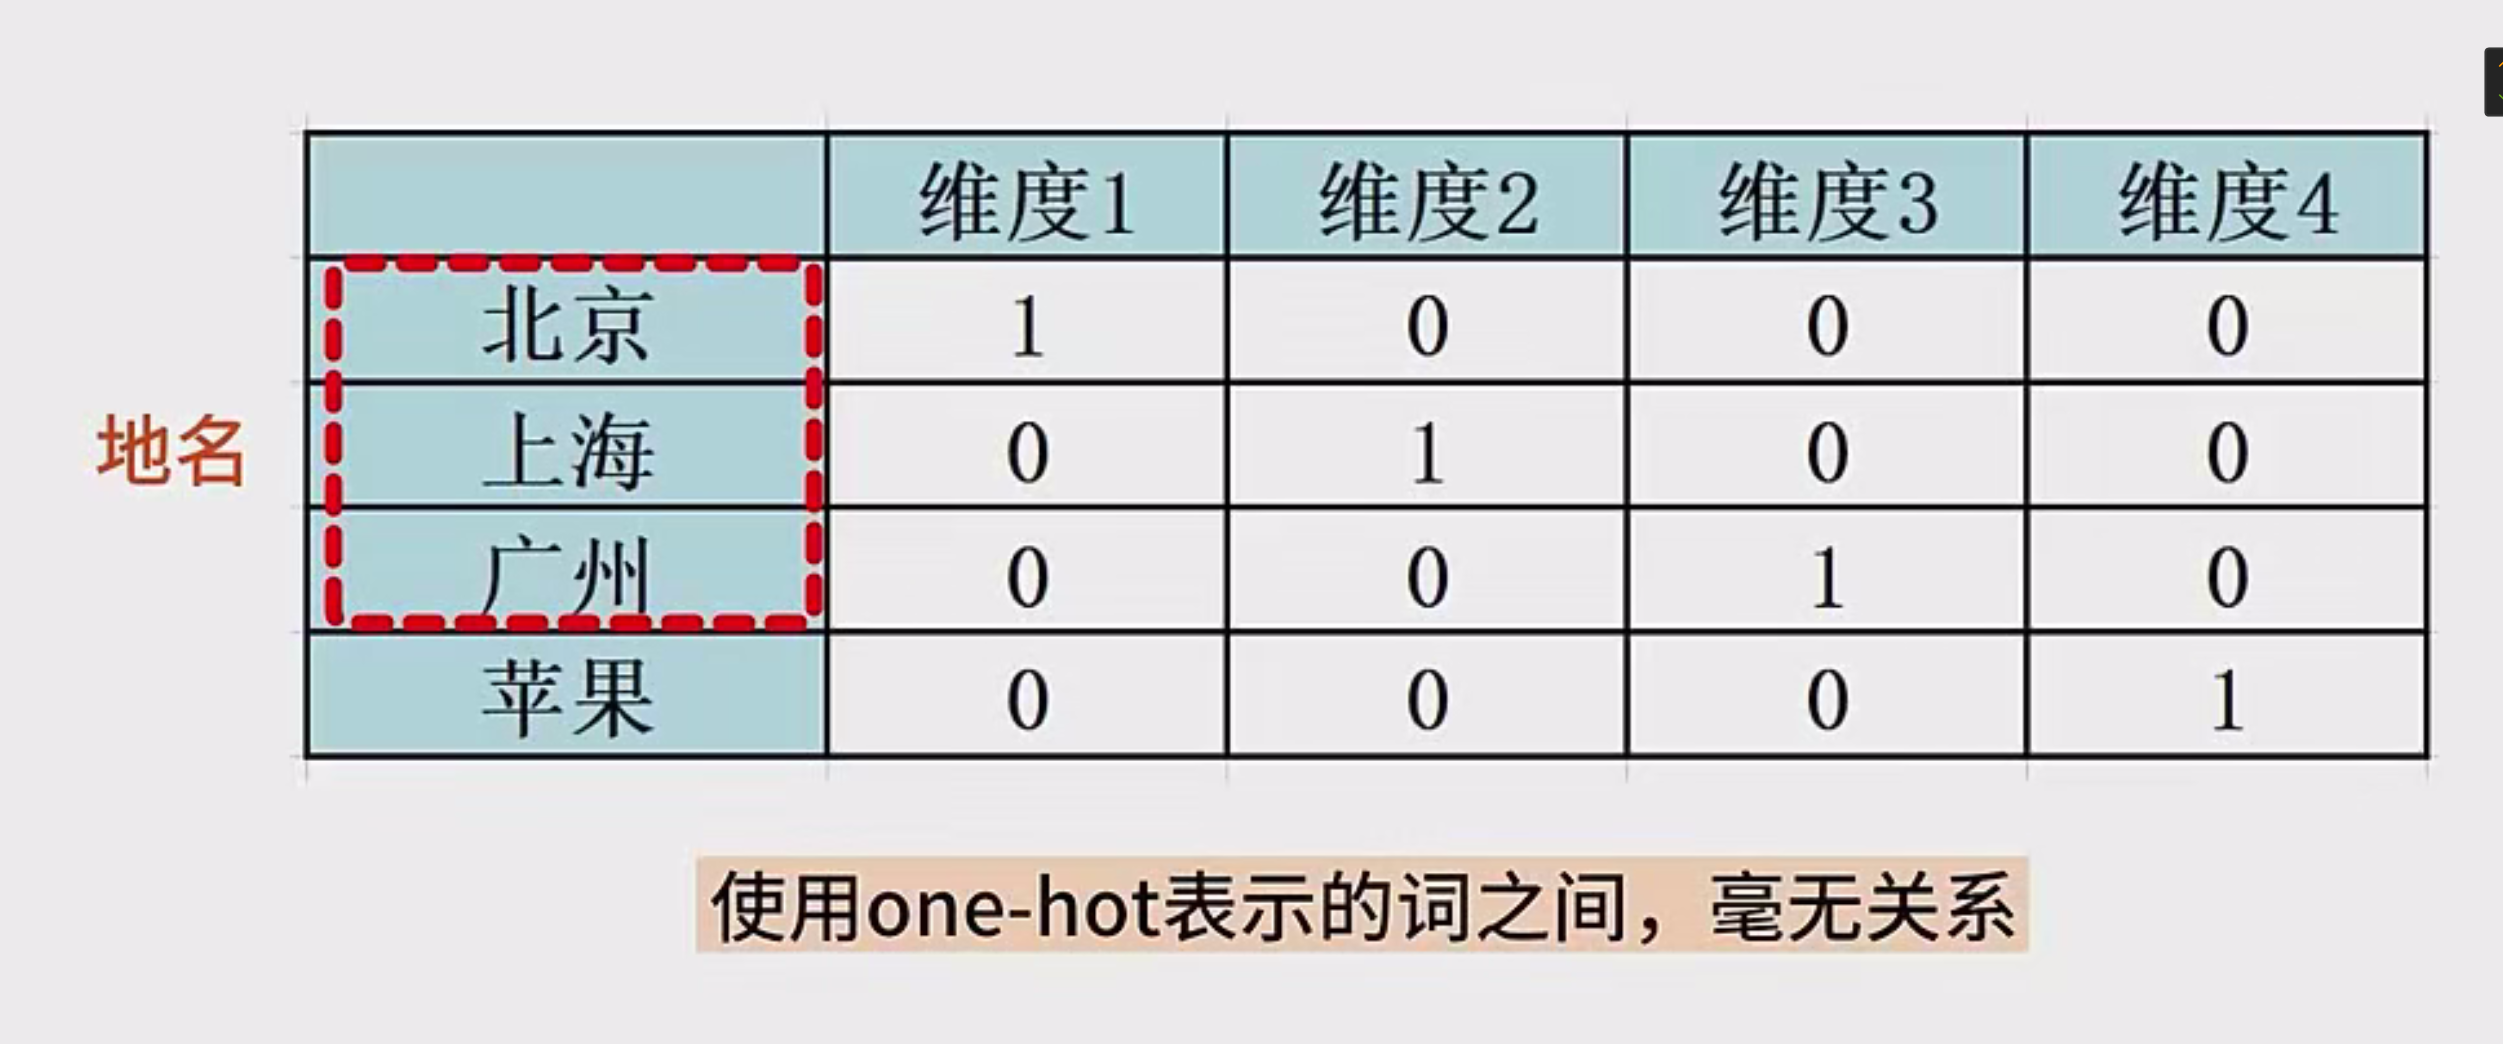 维度1 维度2 维度3 维度4
北京 1 0 0 0
地名
上海 0 1 0 0
广州 0 0 1 0
苹果 0 0 0 1
使用one-hot表示的词之间，毫无关系